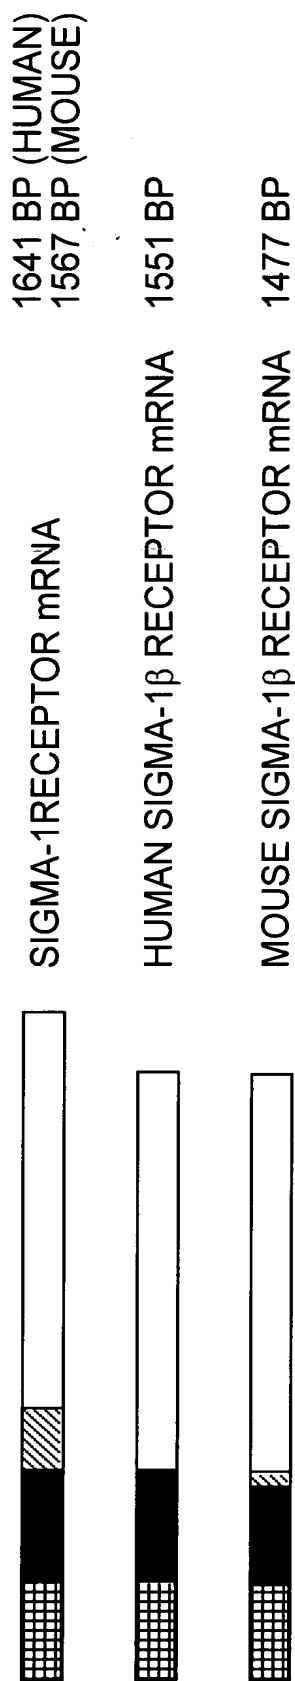 SIGMA-1RECEPTOR mRNA 1641 BP (HUMAN)
1567 BP (MOUSE)
HUMAN SIGMA-1β RECEPTOR mRNA 1551 BP
MOUSE SIGMA-1β RECEPTOR mRNA 1477 BP